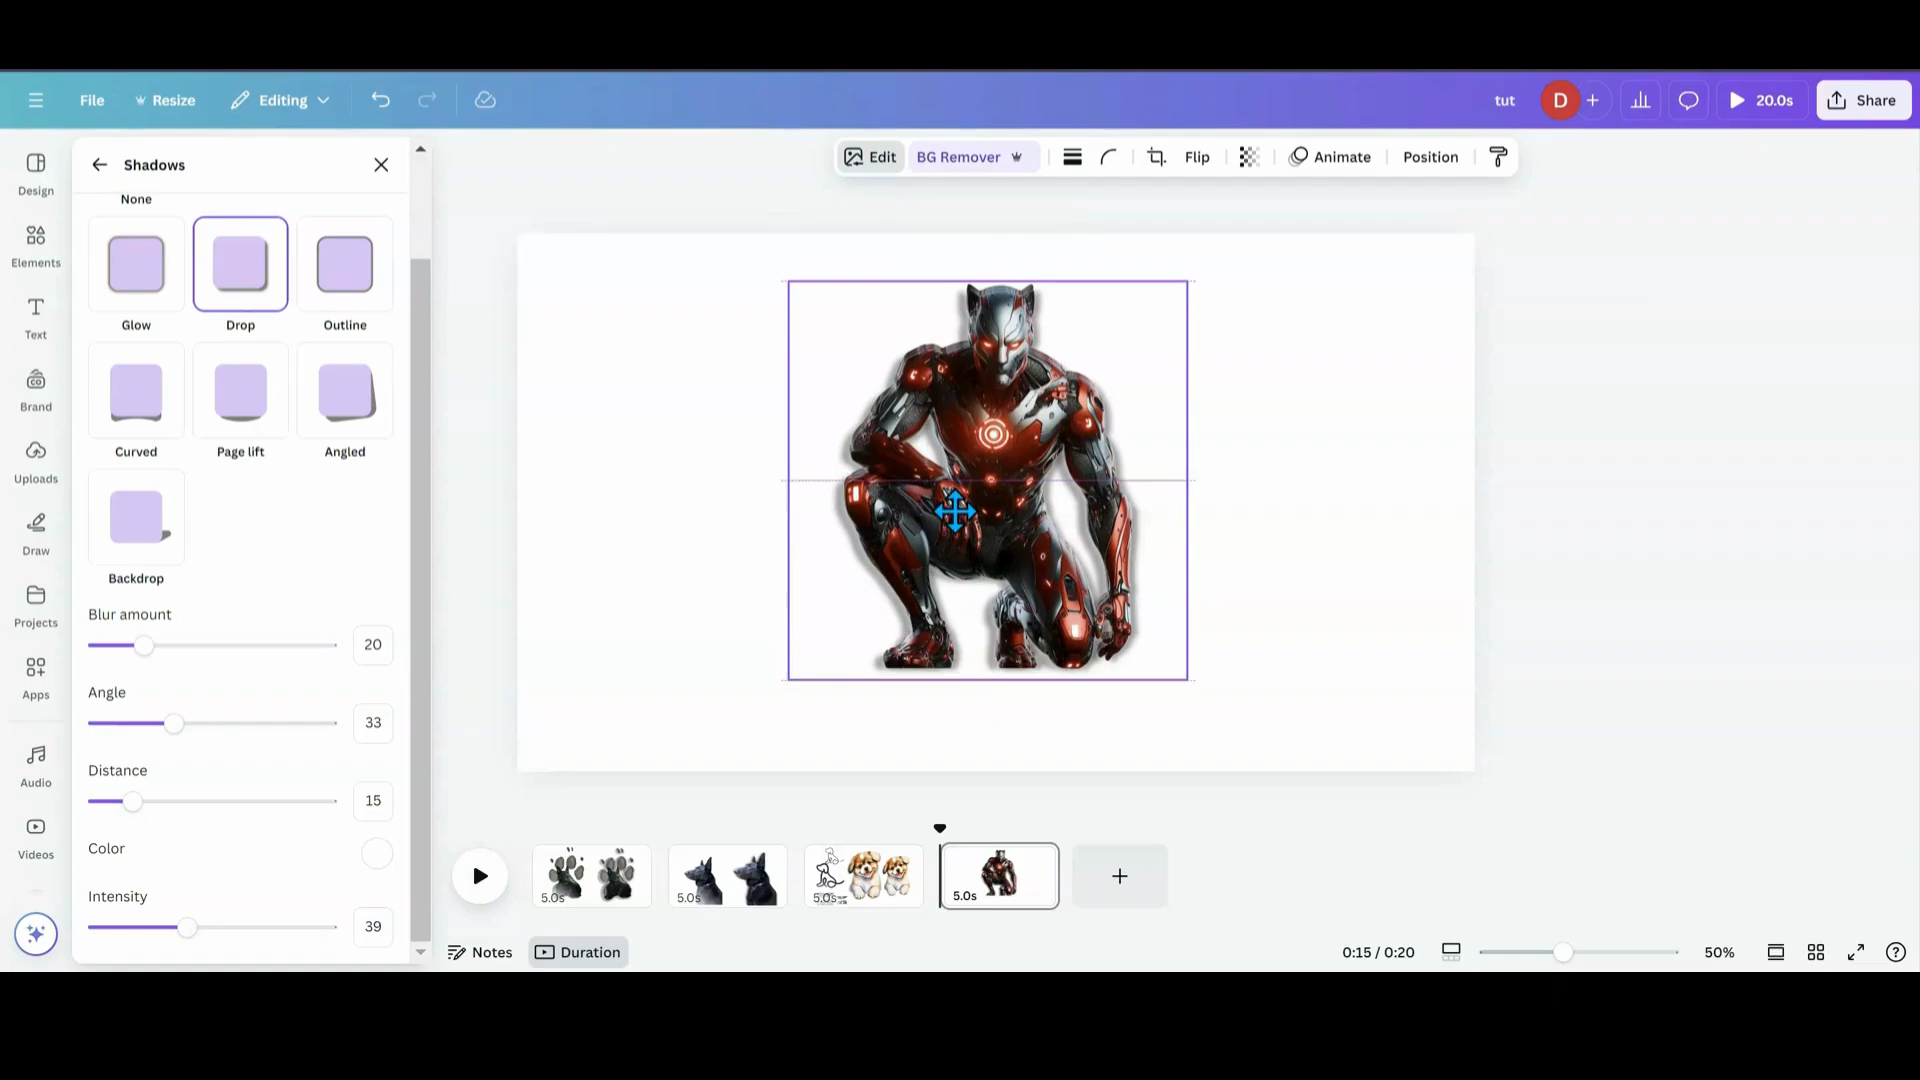 File
Resize
Editing
tut
D
20.0s
Share
Design
Elements
Text
Brand
Uploads
Draw
Projects
Apps
Audio
Videos
Shadows
None
Glow
Drop
Outline
Curved
Page lift
Angled
Backdrop
Blur amount
20
Angle
33
Distance
15
Color
Intensity
39
Edit
BG Remover
Flip
Animate
Position
5.0s
5.0s
5.0s
5.0s
Notes
Duration
0:15 / 0:20
50%